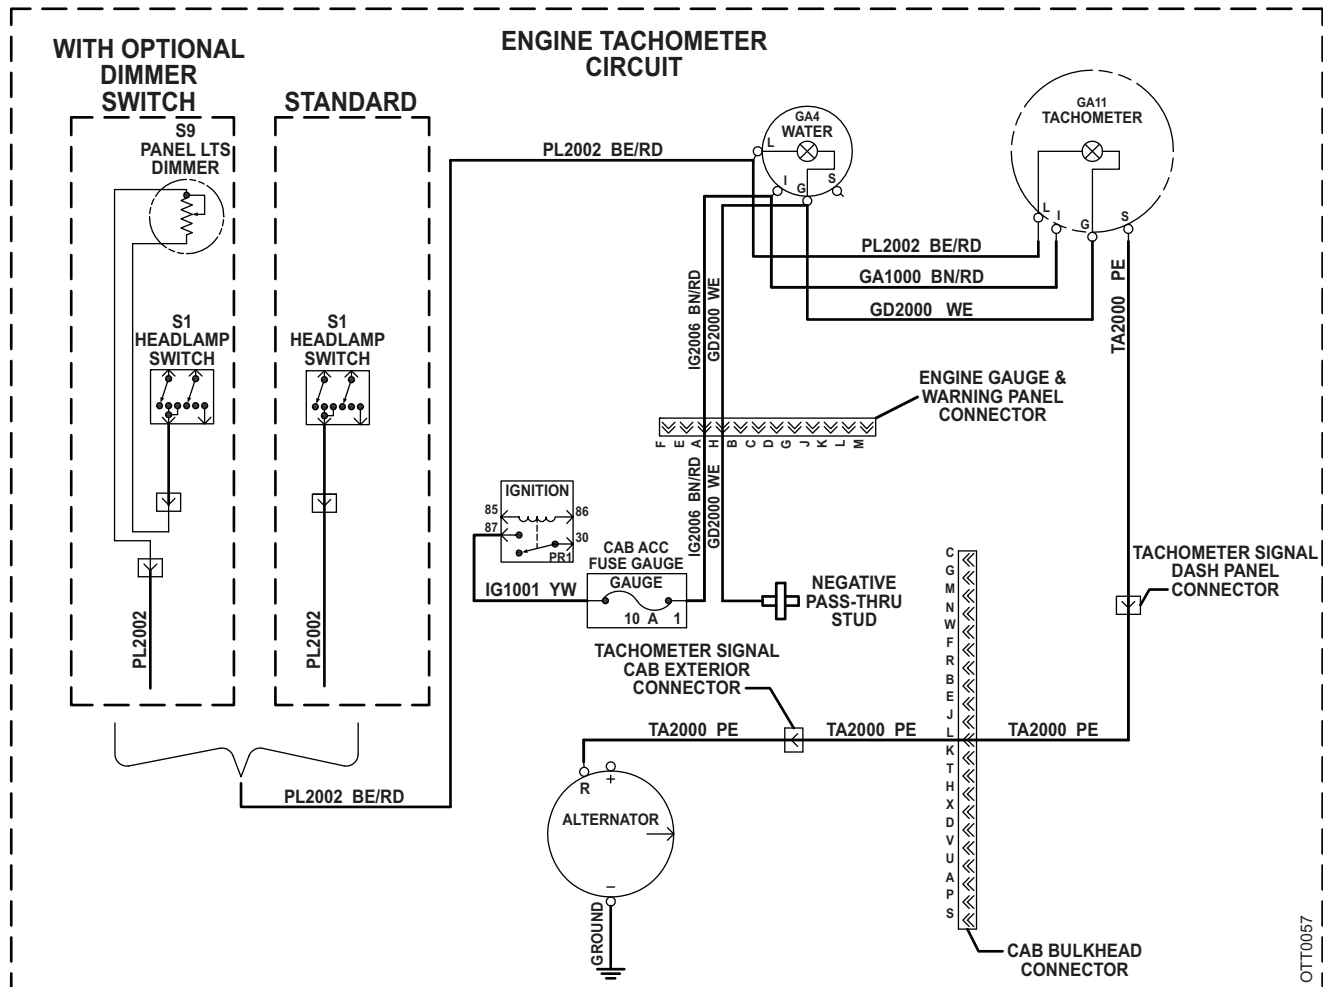 ENGINE TACHOMETER
CIRCUIT
WITH OPTIONAL
DIMMER
SWITCH
STANDARD
S9
PANEL LTS
DIMMER
S1
HEADLAMP
SWITCH
S1
HEADLAMP
SWITCH
PL2002
PL2002
PL2002 BE/RD
PL2002 BE/RD
GA4
WATER
L
I
G
S
GA11
TACHOMETER
L
I
G
S
PL2002 BE/RD
GA1000 BN/RD
GD2000 WE
TA2000 PE
IG2006 BN/RD
GD2000 WE
ENGINE GAUGE &
WARNING PANEL
CONNECTOR
F E A H B C D G J K L M
IG2006 BN/RD
GD2000 WE
IGNITION
85
86
87
30
PR1
CAB ACC
FUSE GAUGE
GAUGE
10 A 1
IG1001 YW
NEGATIVE
PASS-THRU
STUD
TACHOMETER SIGNAL
DASH PANEL
CONNECTOR
TACHOMETER SIGNAL
CAB EXTERIOR
CONNECTOR
TA2000 PE
TA2000 PE
TA2000 PE
C
G
M
N
W
F
R
B
E
J
L
K
T
H
X
D
V
U
A
P
S
CAB BULKHEAD
CONNECTOR
R
+
ALTERNATOR
–
GROUND
OTT0057